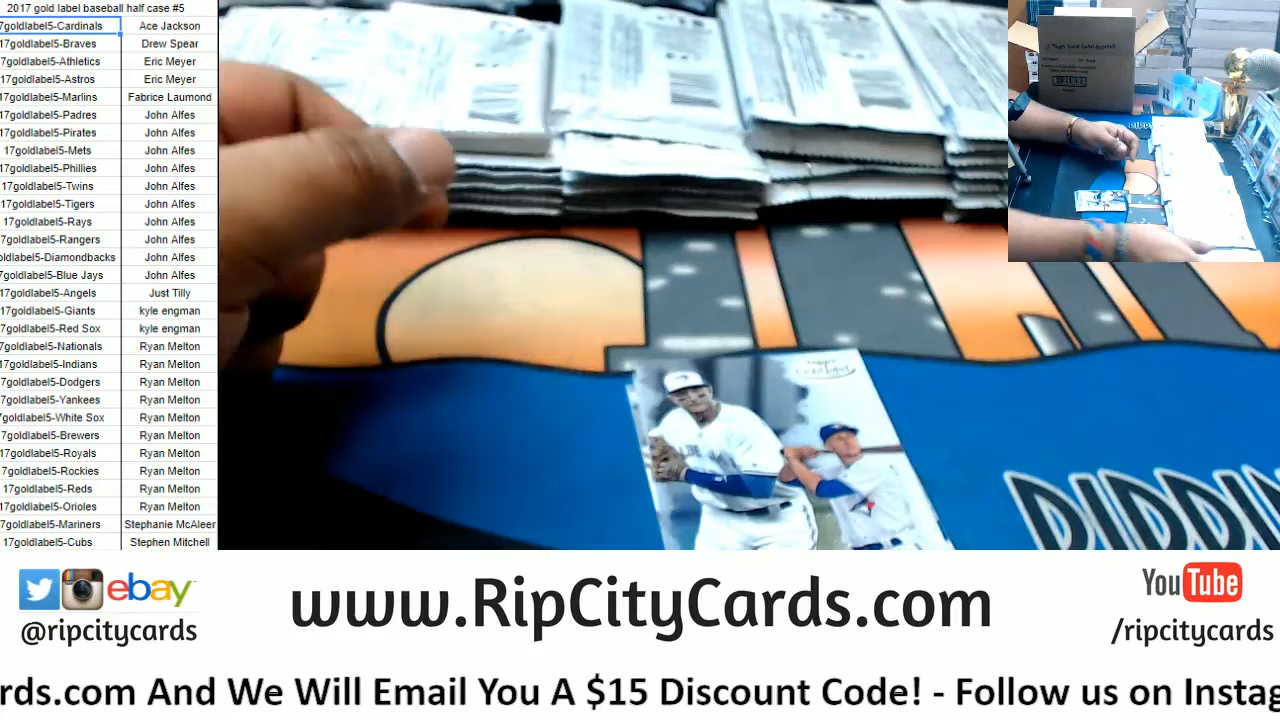 2017 gold label baseball half case #5
7goldlabel5-Cardinals Ace Jackson
17goldlabel5-Braves Drew Spear
7goldlabel5-Athletics Eric Meyer
17goldlabel5-Astros Eric Meyer
17goldlabel5-Marlins Fabrice Laumond
17goldlabel5-Padres John Alfes
17goldlabel5-Pirates John Alfes
17goldlabel5-Mets John Alfes
17goldlabel5-Phillies John Alfes
17goldlabel5-Twins John Alfes
17goldlabel5-Tigers John Alfes
17goldlabel5-Rays John Alfes
17goldlabel5-Rangers John Alfes
oldlabel5-Diamondbacks John Alfes
17goldlabel5-Blue Jays John Alfes
17goldlabel5-Angels Just Tilly
17goldlabel5-Giants kyle engman
7goldlabel5-Red Sox kyle engman
7goldlabel5-Nationals Ryan Melton
17goldlabel5-Indians Ryan Melton
7goldlabel5-Dodgers Ryan Melton
7goldlabel5-Yankees Ryan Melton
7goldlabel5-White Sox Ryan Melton
7goldlabel5-Brewers Ryan Melton
17goldlabel5-Royals Ryan Melton
7goldlabel5-Rockies Ryan Melton
17goldlabel5-Reds Ryan Melton
17goldlabel5-Orioles Ryan Melton
7goldlabel5-Mariners Stephanie McAleer
17goldlabel5-Cubs Stephen Mitchell
R T
RIPPIN
ebay
@ripcitycards
www.RipCityCards.com
YouTube
/ripcitycards
rds.com And We Will Email You A $15 Discount Code! - Follow us on Instag